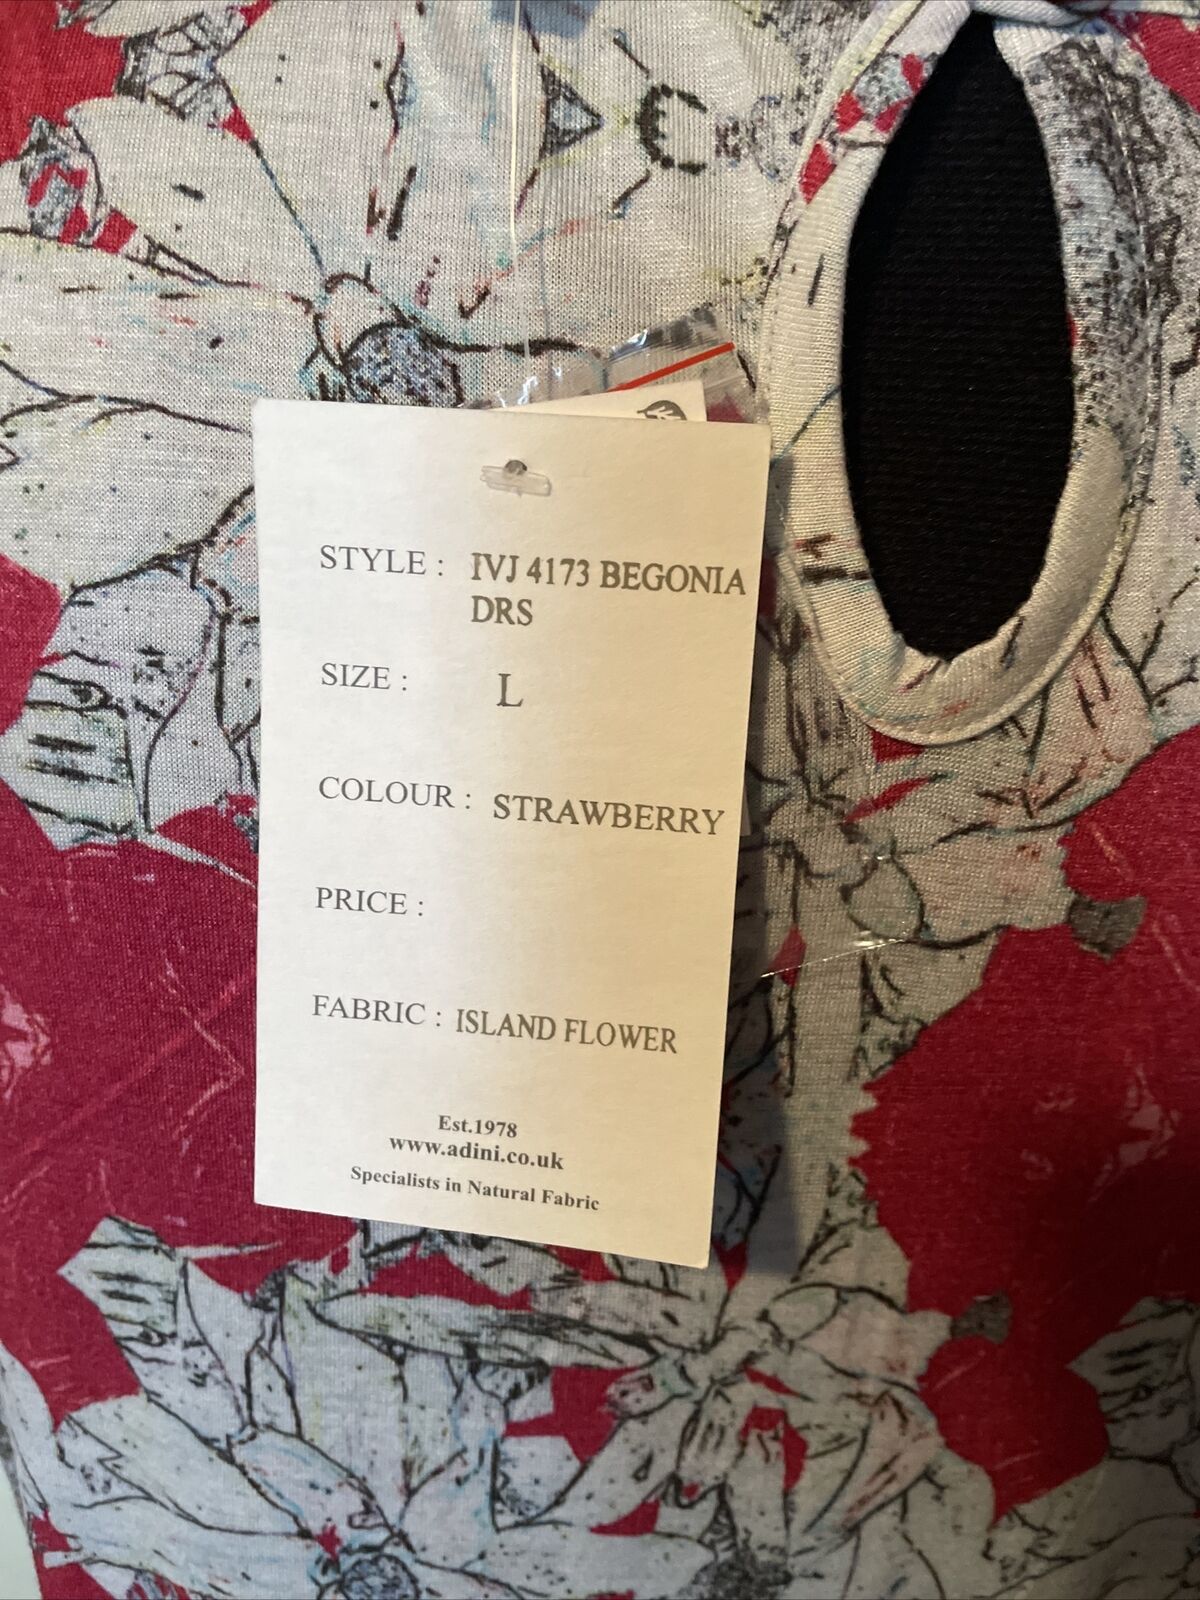 STYLE : IVJ 4173 BEGONIA
DRS
SIZE : L
COLOUR : STRAWBERRY
PRICE :
FABRIC : ISLAND FLOWER
Est.1978
www.adini.co.uk
Specialists in Natural Fabric